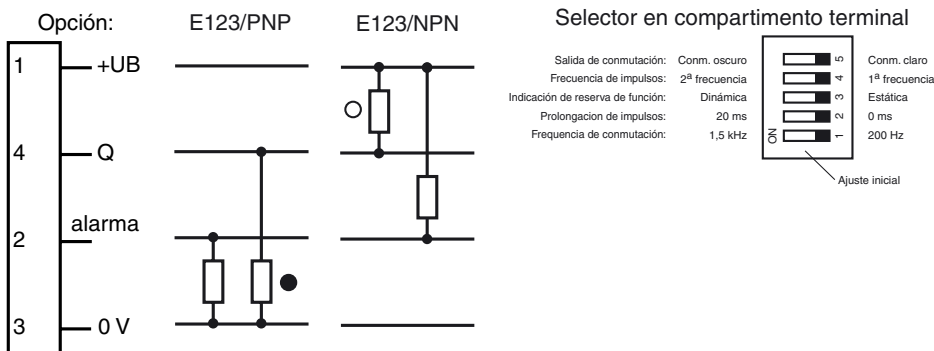 Opción:
E123/PNP
E123/NPN
1
+UB
4
Q
2
alarma
3
0 V
Selector en compartimento terminal
Salida de conmutación: Conm. oscuro 5 Conm. claro
Frecuencia de impulsos: 2ª frecuencia 4 1ª frecuencia
Indicación de reserva de función: Dinámica 3 Estática
Prolongacion de impulsos: 20 ms 2 0 ms
Frequencia de conmutación: 1,5 kHz ON 1 200 Hz
Ajuste inicial